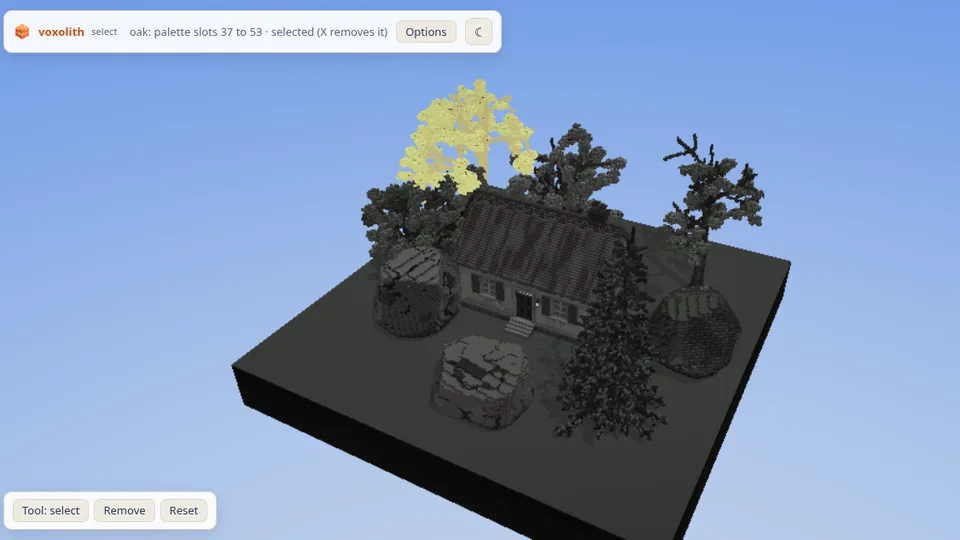 voxolith select oak: palette slots 37 to 53 · selected (X removes it) Options ☾
Tool: select Remove Reset